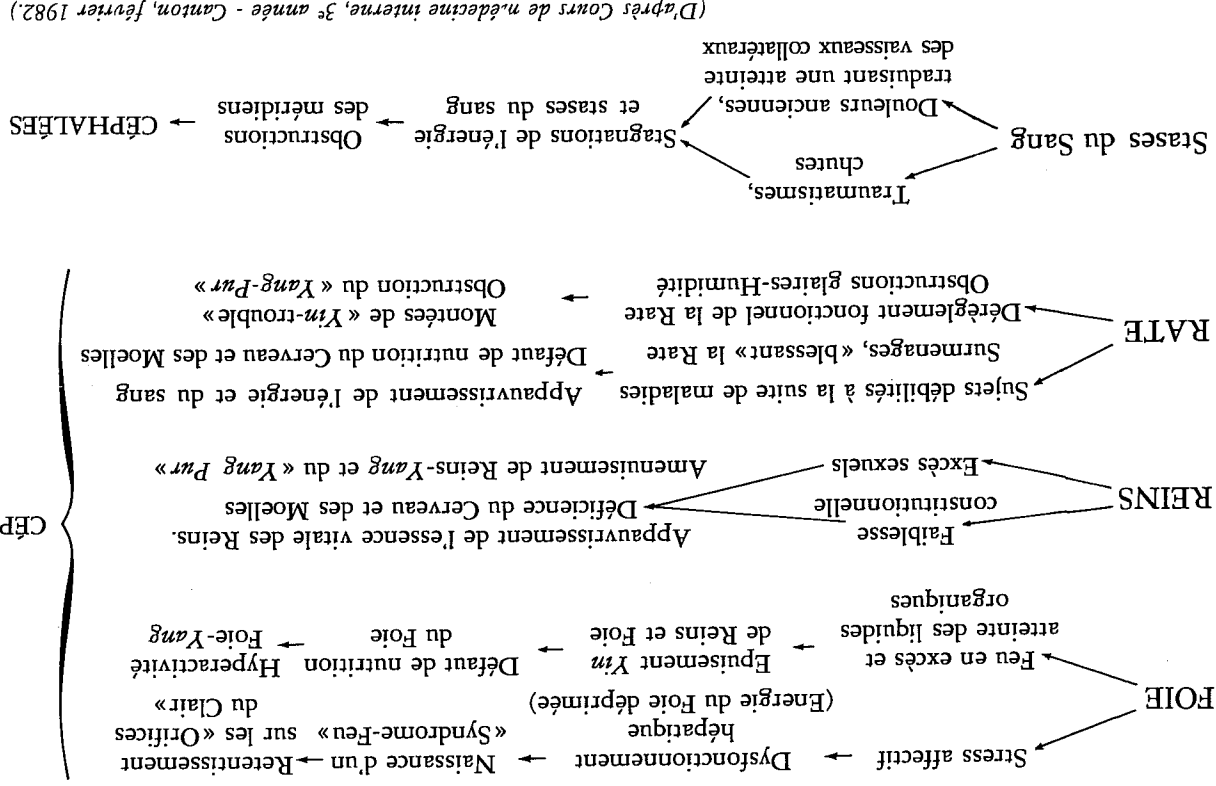 FOIE
Stress affectif → Dysfonctionnement → Naissance d'un → Retentissement
hépatique «Syndrome-Feu» sur les «Orifices
(Energie du Foie déprimée) du Clair»
Feu en excès et Epuisement Yin Défaut de nutrition Hyperactivité
atteinte des liquides → de Reins et Foie → du Foie → Foie-Yang
organiques
REINS
Faiblesse Appauvrissement de l'essence vitale des Reins.
constitutionnelle Déficience du Cerveau et des Moelles
Excès sexuels Amenuisement de Reins-Yang et du «Yang Pur»
CÉP
RATE
Sujets débilités à la suite de maladies Appauvrissement de l'énergie et du sang
Surmenages, «blessant» la Rate → Défaut de nutrition du Cerveau et des Moelles
Dérèglement fonctionnel de la Rate Montées de «Yin-trouble»
Obstructions glaires-Humidité → Obstruction du «Yang-Pur»
Stases du Sang
Traumatismes,
chutes
Stagnations de l'énergie → Obstructions → CÉPHALÉES
et stases du sang des méridiens
Douleurs anciennes,
traduisant une atteinte
des vaisseaux collatéraux
(D'après Cours de médecine interne, 3e année - Canton, février 1982.)